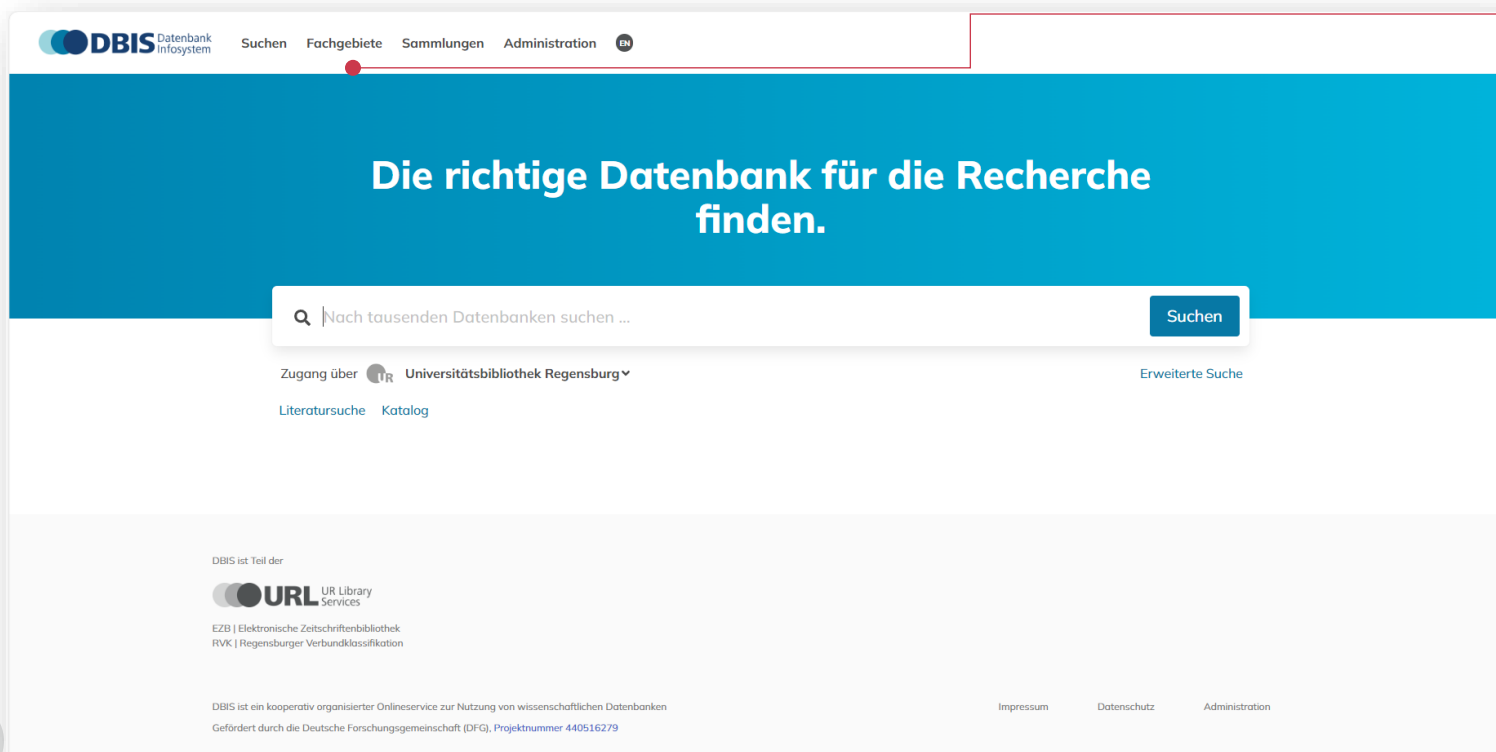 DBIS Datenbank Infosystem
Suchen Fachgebiete Sammlungen Administration EN
Die richtige Datenbank für die Recherche
finden.
Nach tausenden Datenbanken suchen ...
Suchen
Zugang über UR Universitätsbibliothek Regensburg
Erweiterte Suche
Literatursuche Katalog
DBIS ist Teil der
URL UR Library Services
EZB | Elektronische Zeitschriftenbibliothek
RVK | Regensburger Verbundklassifikation
DBIS ist ein kooperativ organisierter Onlineservice zur Nutzung von wissenschaftlichen Datenbanken
Impressum Datenschutz Administration
Gefördert durch die Deutsche Forschungsgemeinschaft (DFG), Projektnummer 440516279